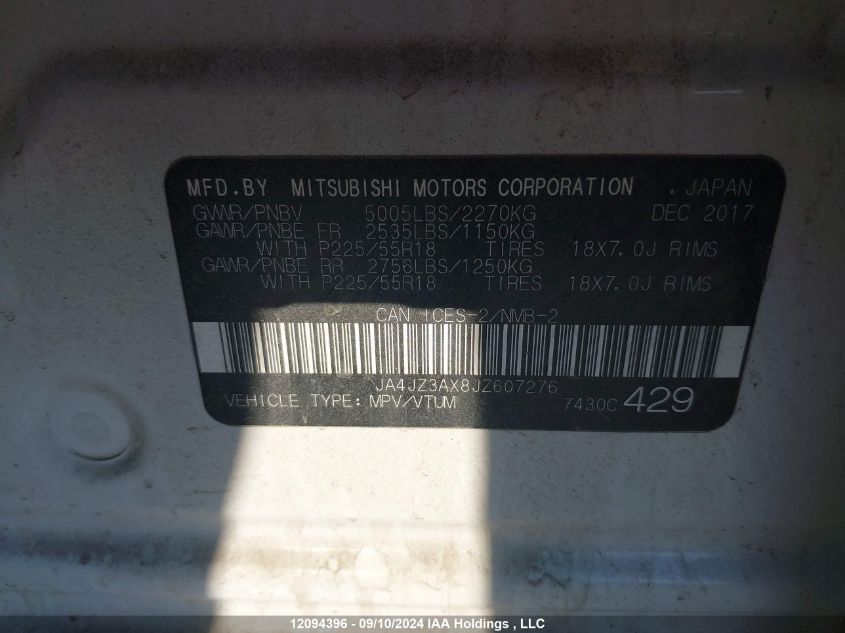 MFD.BY MITSUBISHI MOTORS CORPORATION . JAPAN
GVWR/PNBV 5005LBS/2270KG DEC 2017
GAWR/PNBE FR 2535LBS/1150KG
WITH P225/55R18 TIRES 18X7.0J RIMS
GAWR/PNBE RR 2756LBS/1250KG
WITH P225/55R18 TIRES 18X7.0J RIMS
CAN ICES-2/NMB-2
JA4JZ3AX8JZ607276
VEHICLE TYPE: MPV/VTUM 7430C 429
12094396 - 09/10/2024 IAA Holdings , LLC